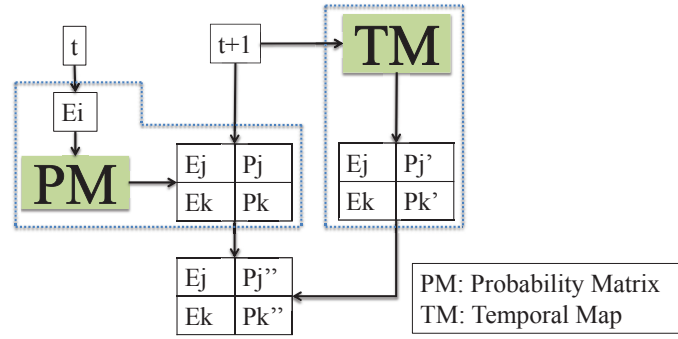 t
t+1
TM
Ei
PM
Ej Pj
Ek Pk
Ej Pj’
Ek Pk’
Ej Pj’’
Ek Pk’’
PM: Probability Matrix
TM: Temporal Map